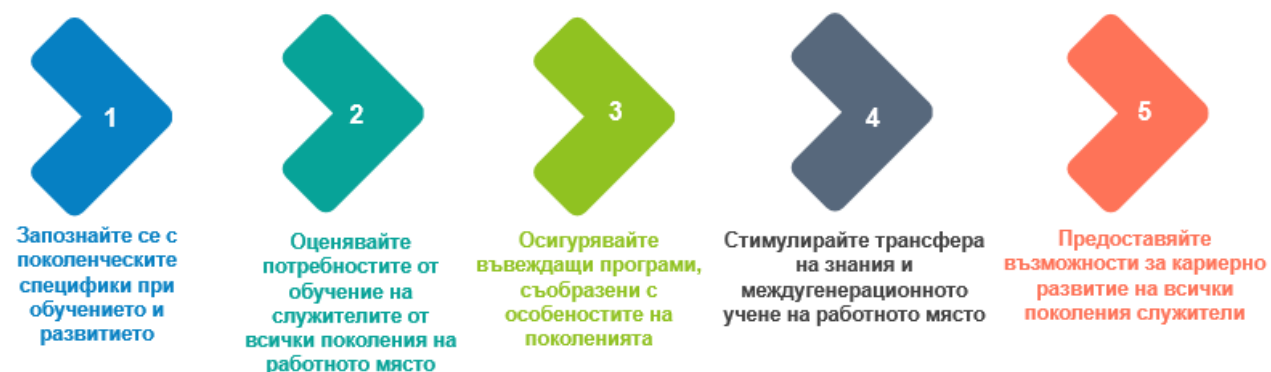 1
Запознайте се с
поколенческите
специфики при
обучението и
развитието
2
Оценявайте
потребностите от
обучение на
служителите от
всички поколения на
работното място
3
Осигурявайте
въвеждащи програми,
съобразени с
особеностите на
поколенията
4
Стимулирайте трансфера
на знания и
междугенерационното
учене на работното място
5
Предоставяйте
възможности за кариерно
развитие на всички
поколения служители